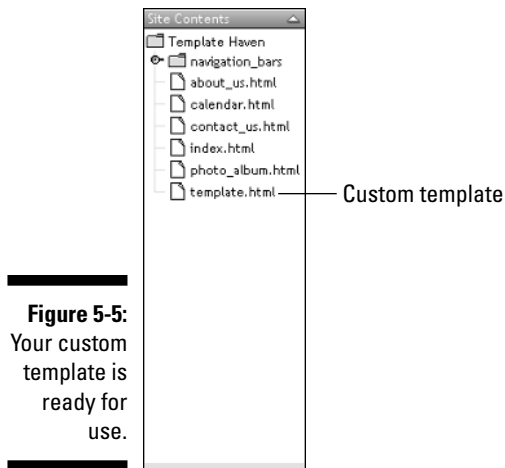 Site Contents
Template Haven
navigation_bars
about_us.html
calendar.html
contact_us.html
index.html
photo_album.html
template.html
Custom template
Figure 5-5:
Your custom
template is
ready for
use.